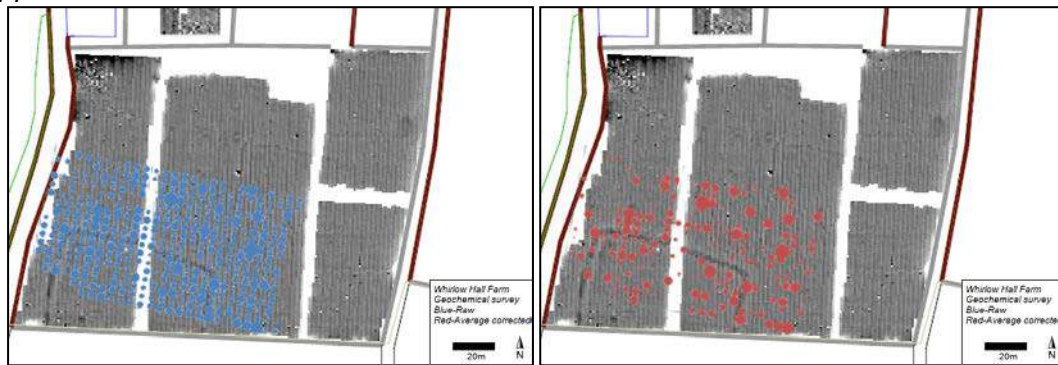 Whirlow Hall Farm
Geochemical survey
Blue-Raw
Red-Average corrected
20m
N
Whirlow Hall Farm
Geochemical survey
Blue-Raw
Red-Average corrected
20m
N